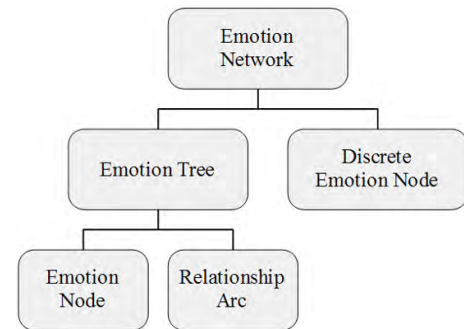 Emotion
Network
Emotion Tree
Discrete
Emotion Node
Emotion
Node
Relationship
Arc